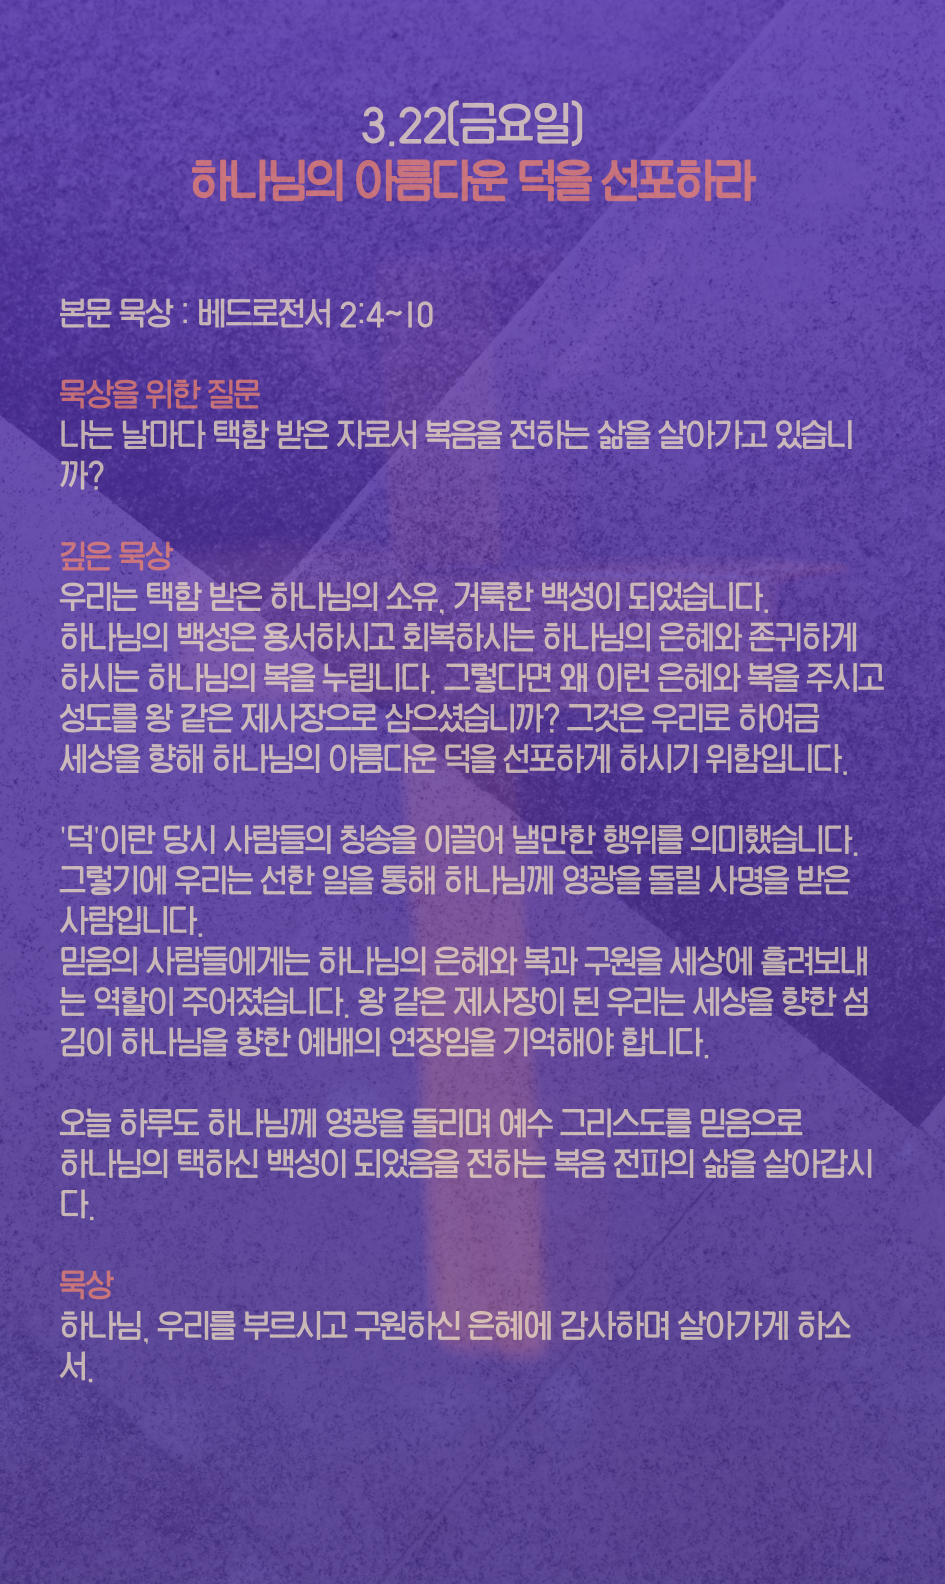 3.22(금요일)
하나님의 아름다운 덕을 선포하라
본문 묵상 : 베드로전서 2:4~10
묵상을 위한 질문
나는 날마다 택함 받은 자로서 복음을 전하는 삶을 살아가고 있습니
까?
깊은 묵상
우리는 택함 받은 하나님의 소유, 거룩한 백성이 되었습니다.
하나님의 백성은 용서하시고 회복하시는 하나님의 은혜와 존귀하게
하시는 하나님의 복을 누립니다. 그렇다면 왜 이런 은혜와 복을 주시고
성도를 왕 같은 제사장으로 삼으셨습니까? 그것은 우리로 하여금
세상을 향해 하나님의 아름다운 덕을 선포하게 하시기 위함입니다.
'덕'이란 당시 사람들의 칭송을 이끌어 낼만한 행위를 의미했습니다.
그렇기에 우리는 선한 일을 통해 하나님께 영광을 돌릴 사명을 받은
사람입니다.
믿음의 사람들에게는 하나님의 은혜와 복과 구원을 세상에 흘려보내
는 역할이 주어졌습니다. 왕 같은 제사장이 된 우리는 세상을 향한 섬
김이 하나님을 향한 예배의 연장임을 기억해야 합니다.
오늘 하루도 하나님께 영광을 돌리며 예수 그리스도를 믿음으로
하나님의 택하신 백성이 되었음을 전하는 복음 전파의 삶을 살아갑시
다.
묵상
하나님, 우리를 부르시고 구원하신 은혜에 감사하며 살아가게 하소
서.